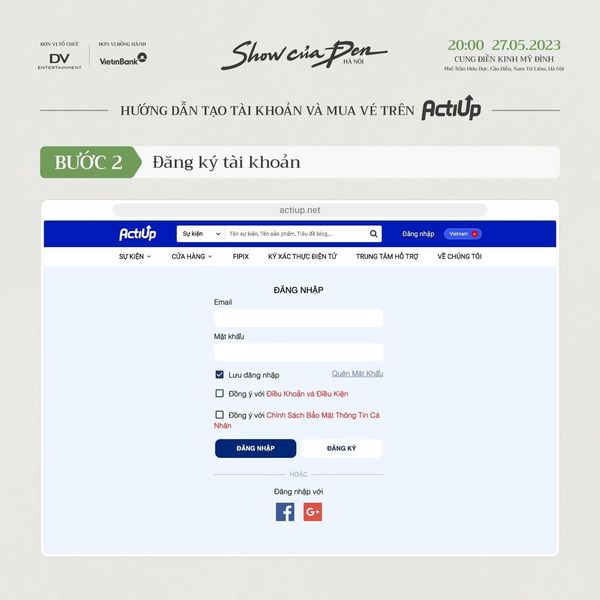 ĐƠN VỊ TỔ CHỨC
DV
ENTERTAINMENT
ĐƠN VỊ ĐỒNG HÀNH
VietinBank
Show của Đen
HÀ NỘI
20:00 27.05.2023
CUNG ĐIỀN KINH MỸ ĐÌNH
Phố Trần Hữu Dực, Cầu Diễn, Nam Từ Liêm, Hà Nội
HƯỚNG DẪN TẠO TÀI KHOẢN VÀ MUA VÉ TRÊN ActiUp
BƯỚC 2 Đăng ký tài khoản
actiup.net
ActiUp Sự kiện Tên sự kiện, Tên sản phẩm, Tiêu đề blog,... Đăng nhập Vietnam
SỰ KIỆN CỬA HÀNG FIPIX KÝ XÁC THỰC ĐIỆN TỬ TRUNG TÂM HỖ TRỢ VỀ CHÚNG TÔI
ĐĂNG NHẬP
Email
Mật khẩu
Lưu đăng nhập Quên Mất Khẩu
Đồng ý với Điều Khoản và Điều Kiện
Đồng ý với Chính Sách Bảo Mật Thông Tin Cá
Nhân
ĐĂNG NHẬP ĐĂNG KÝ
HOẶC
Đăng nhập với
f G+